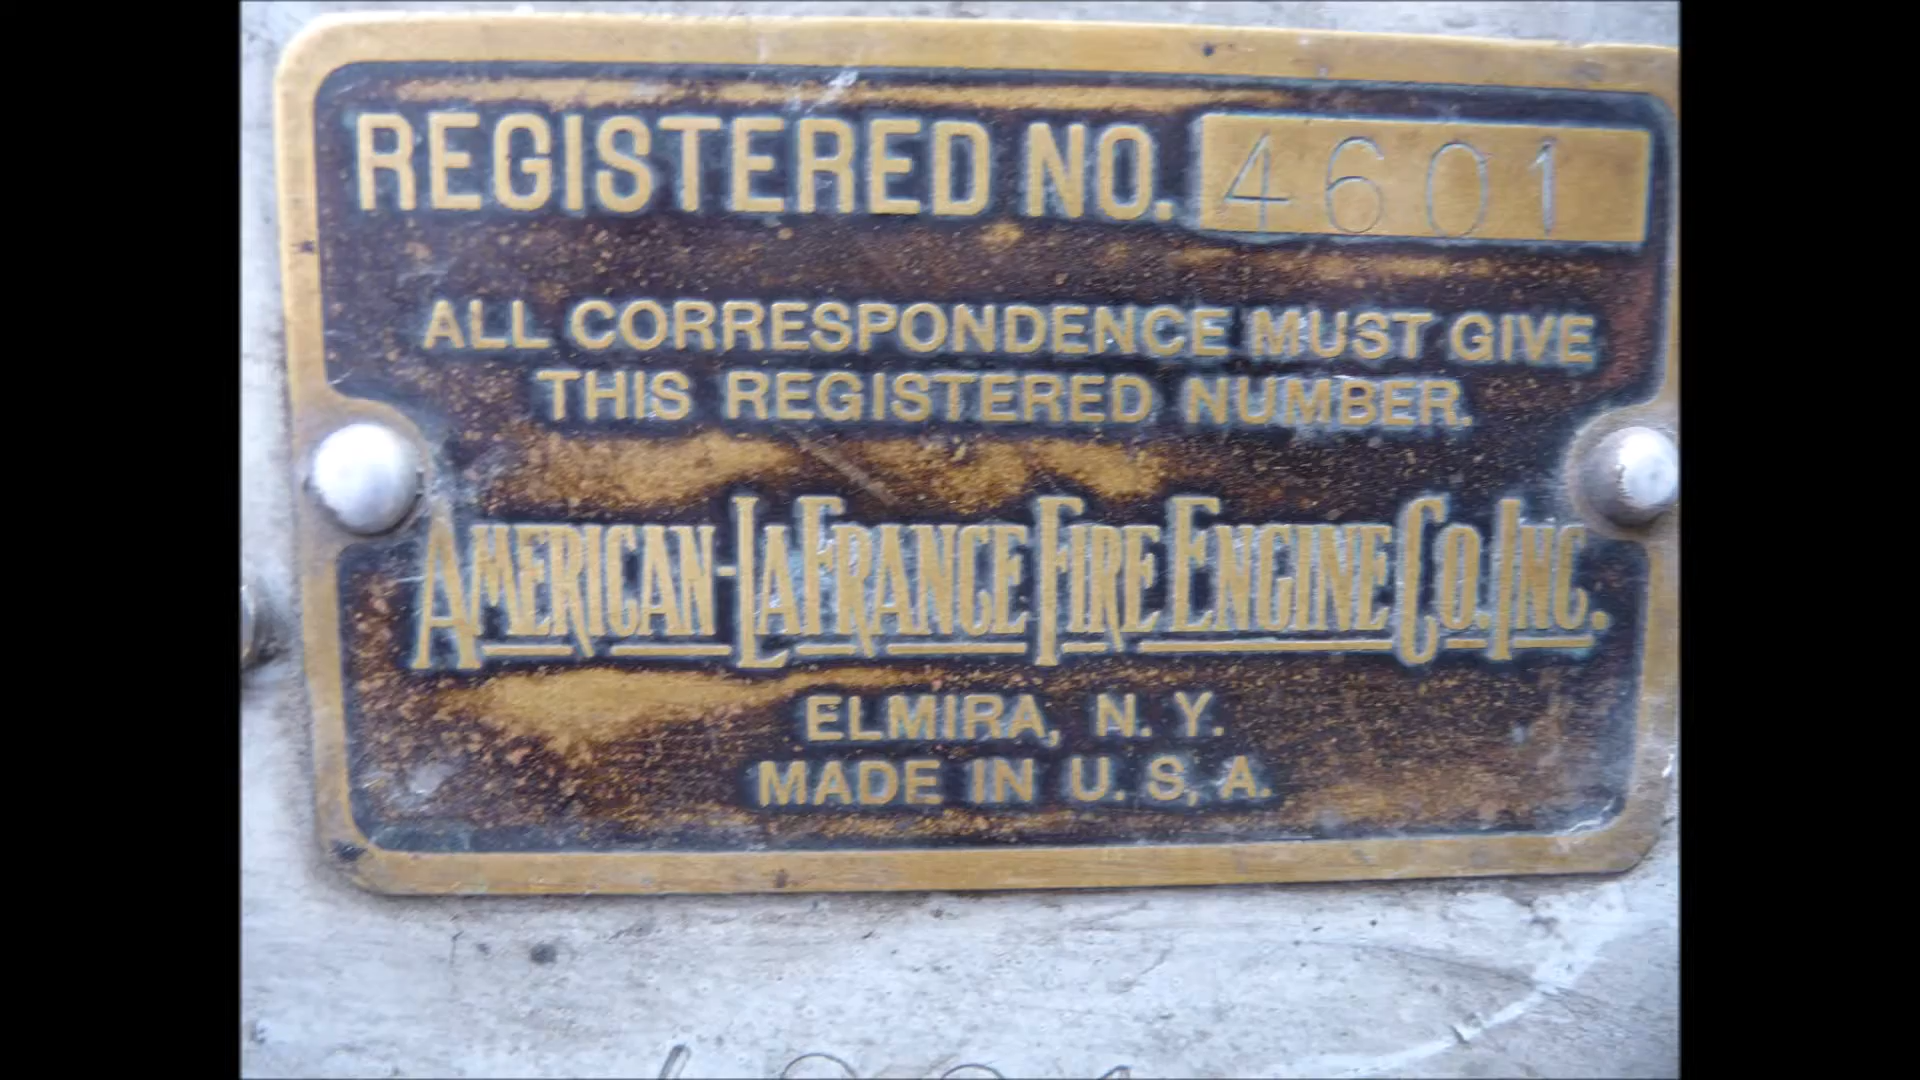 REGISTERED NO. 4601
ALL CORRESPONDENCE MUST GIVE
THIS REGISTERED NUMBER.
AMERICAN-LAFRANCE FIRE ENGINE CO. INC.
ELMIRA, N. Y.
MADE IN U. S, A.